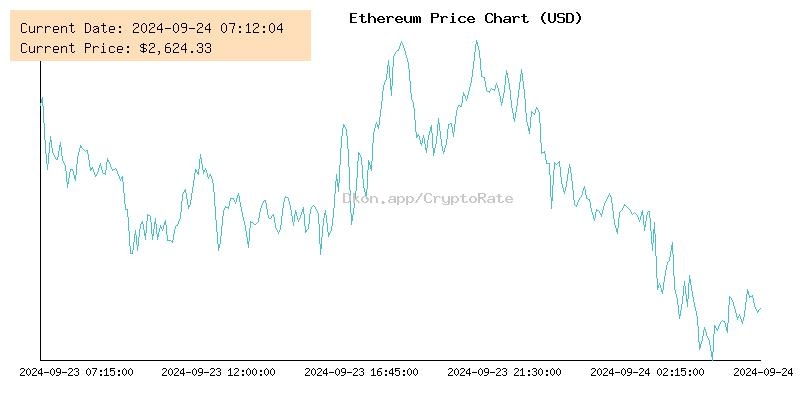 Ethereum Price Chart (USD)
Current Date: 2024-09-24 07:12:04
Current Price: $2,624.33
Dkon.app/CryptoRate
2024-09-23 07:15:00 2024-09-23 12:00:00 2024-09-23 16:45:00 2024-09-23 21:30:00 2024-09-24 02:15:00 2024-09-24